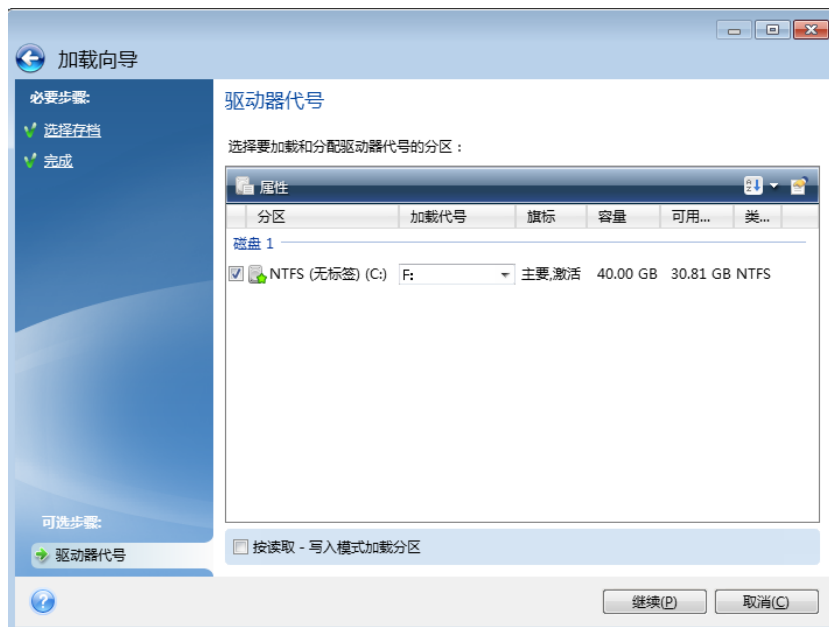 加载向导
必要步骤:
选择存档
完成
驱动器代号
选择要加载和分配驱动器代号的分区：
属性
分区 加载代号 旗标 容量 可用... 类...
磁盘 1
NTFS (无标签) (C:) F: 主要,激活 40.00 GB 30.81 GB NTFS
可选步骤:
驱动器代号
按读取 - 写入模式加载分区
继续(P) 取消(C)